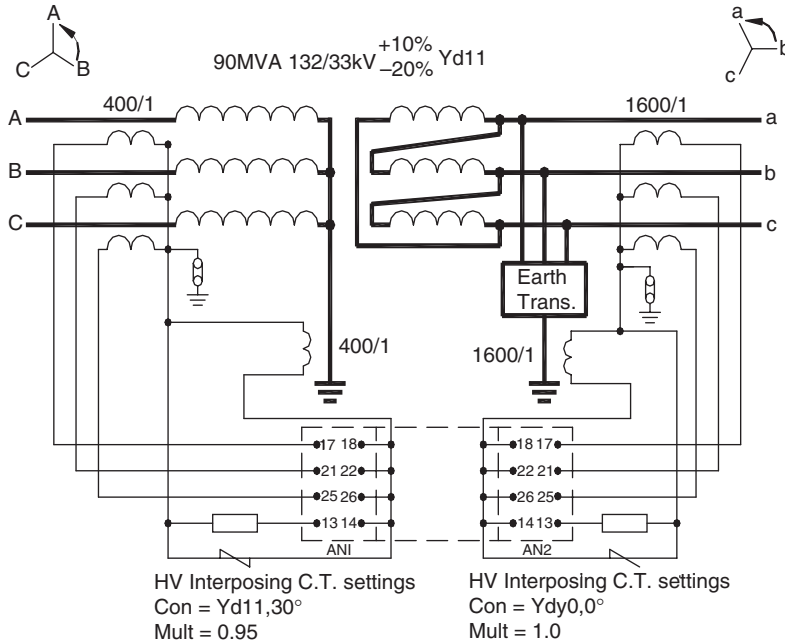 A
C
B
90MVA 132/33kV +10% –20% Yd11
a
b
c
A
400/1
1600/1
a
B
b
C
c
Earth
Trans.
400/1
1600/1
17 18
21 22
25 26
13 14
AN1
18 17
22 21
26 25
14 13
AN2
HV Interposing C.T. settings
Con = Yd11,30°
Mult = 0.95
HV Interposing C.T. settings
Con = Ydy0,0°
Mult = 1.0